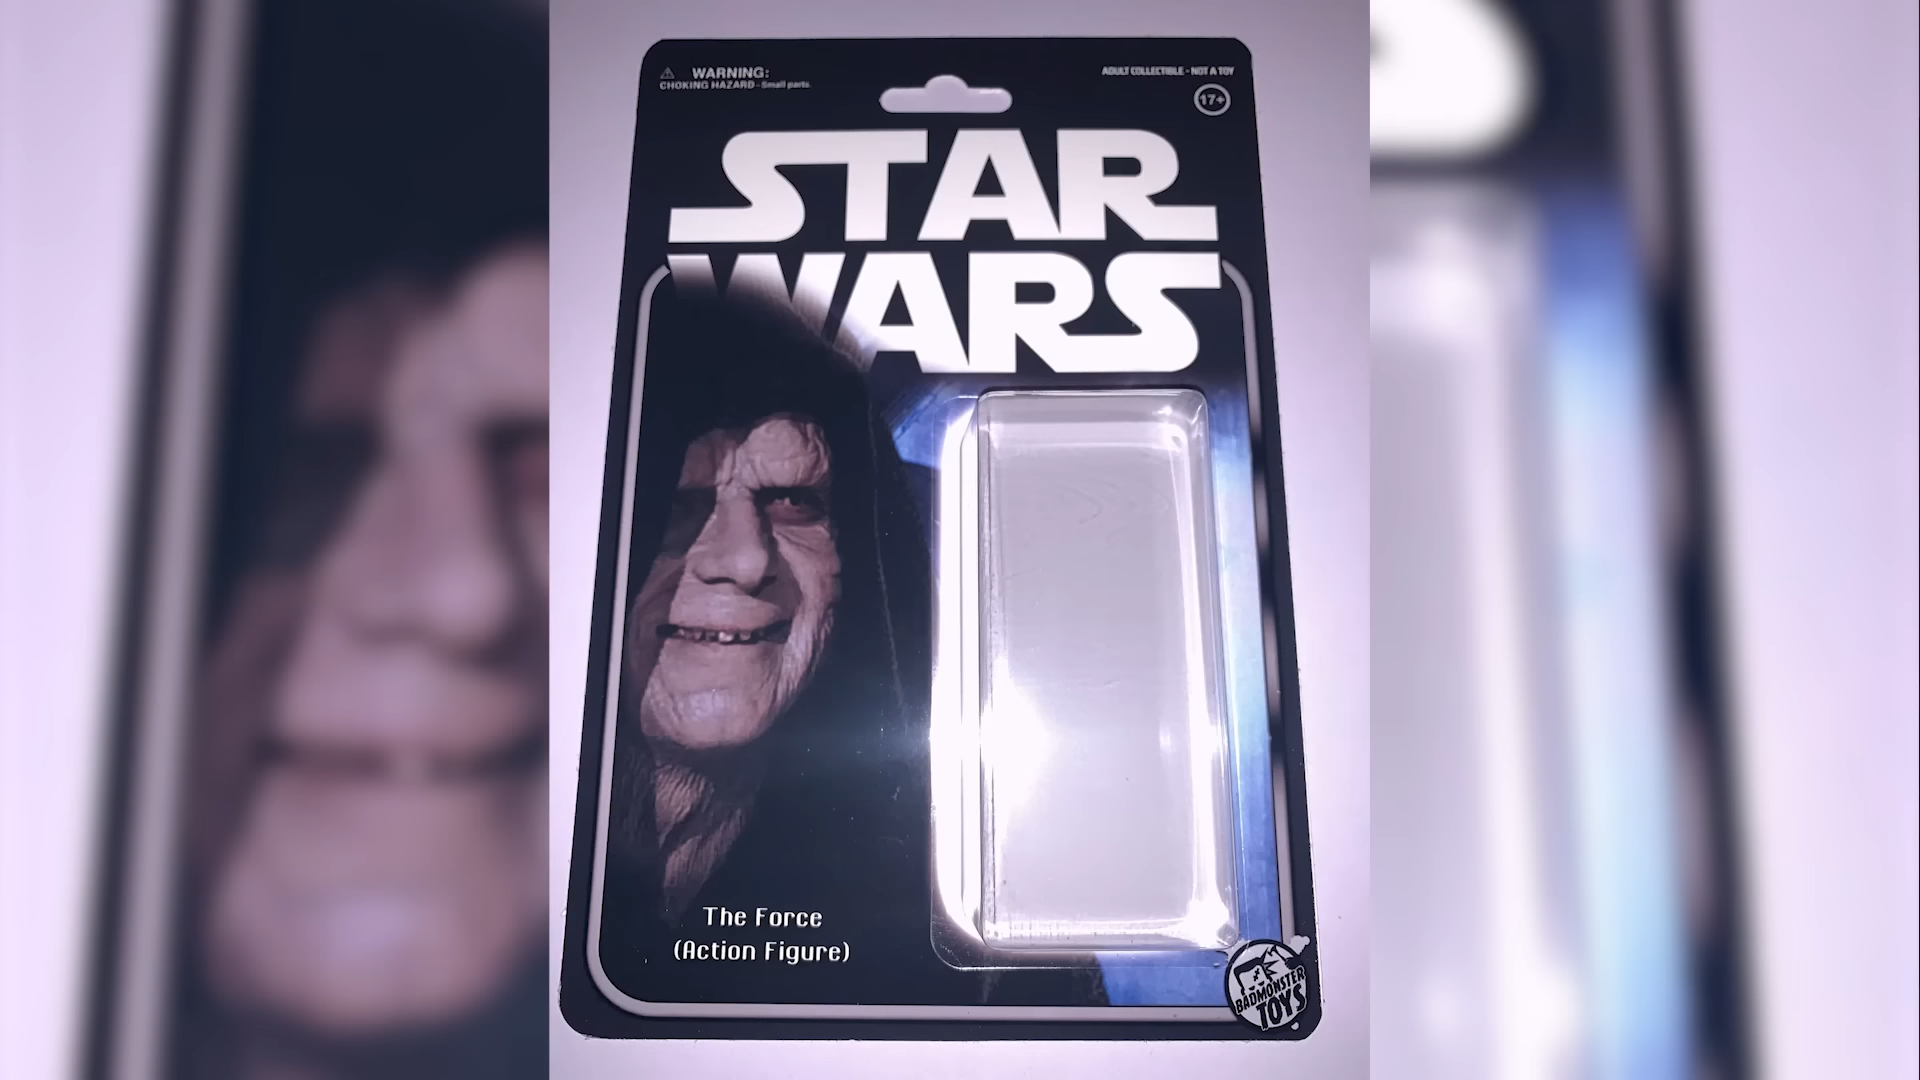 WARNING:
CHOKING HAZARD - Small parts.
ADULT COLLECTIBLE - NOT A TOY
17+
STAR
WARS
The Force
(Action Figure)
BADMONSTER
TOYS